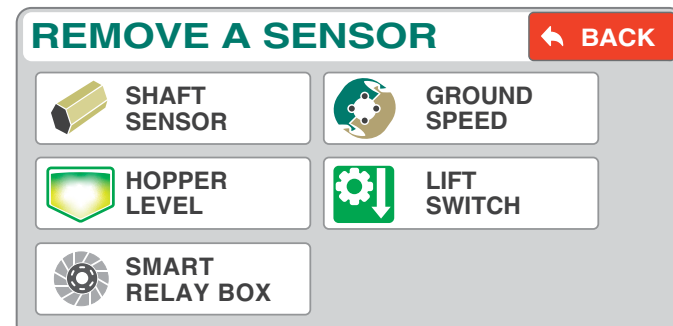 REMOVE A SENSOR
BACK
SHAFT
SENSOR
GROUND
SPEED
HOPPER
LEVEL
LIFT
SWITCH
SMART
RELAY BOX